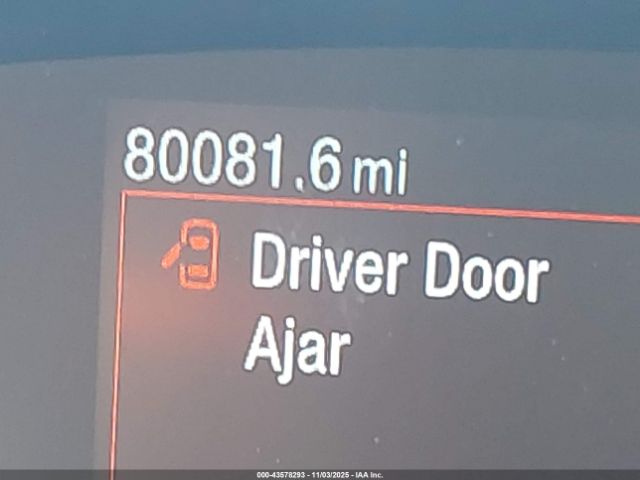 80081.6 mi
Driver Door
Ajar
000-43578293 - 11/03/2025 - IAA Inc.